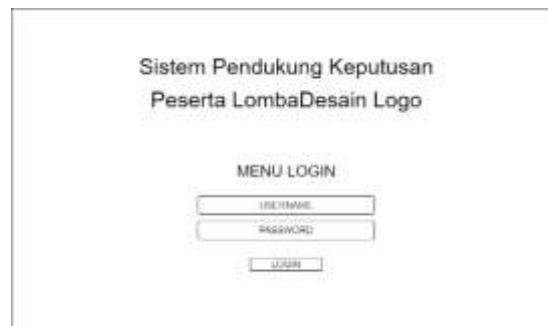 Sistem Pendukung Keputusan
Peserta LombaDesain Logo
MENU LOGIN
USERNAME
PASSWORD
LOGIN